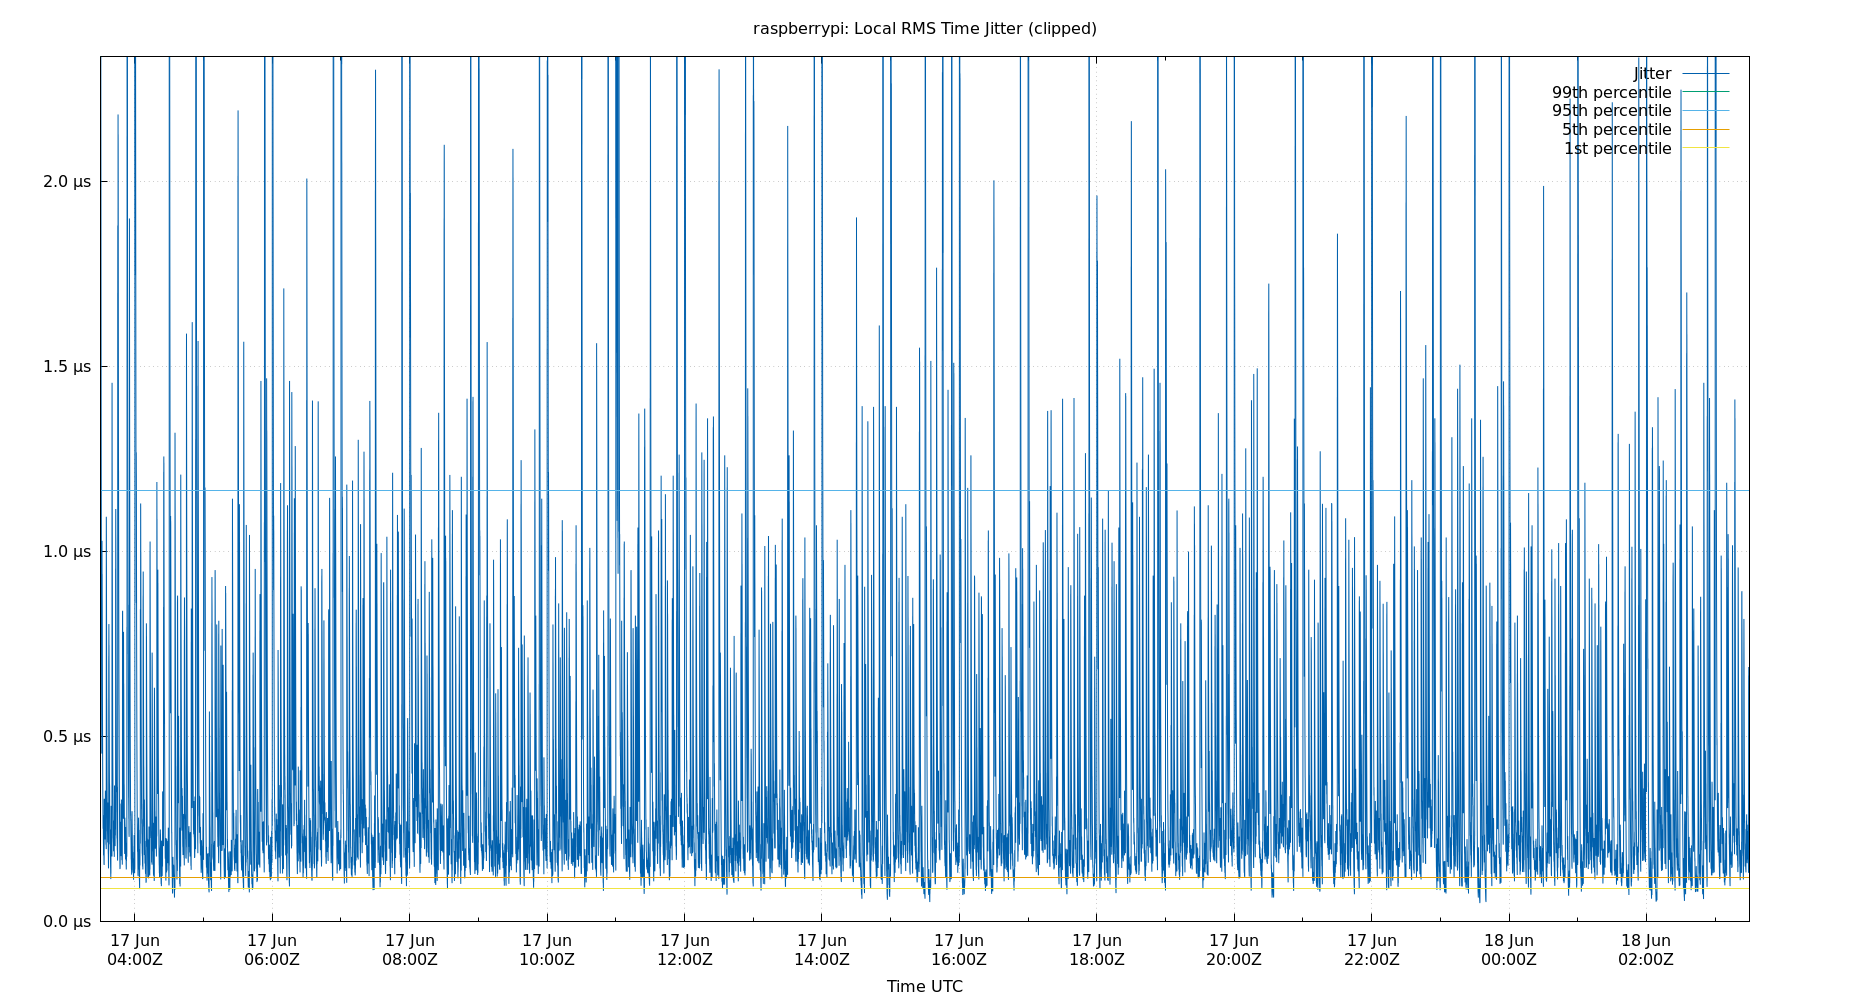 raspberrypi: Local RMS Time Jitter (clipped)
Jitter
99th percentile
95th percentile
5th percentile
1st percentile
2.0 µs
1.5 µs
1.0 µs
0.5 µs
0.0 µs
17 Jun 17 Jun 17 Jun 17 Jun 17 Jun 17 Jun 17 Jun 17 Jun 17 Jun 17 Jun 18 Jun 18 Jun
04:00Z 06:00Z 08:00Z 10:00Z 12:00Z 14:00Z 16:00Z 18:00Z 20:00Z 22:00Z 00:00Z 02:00Z
Time UTC